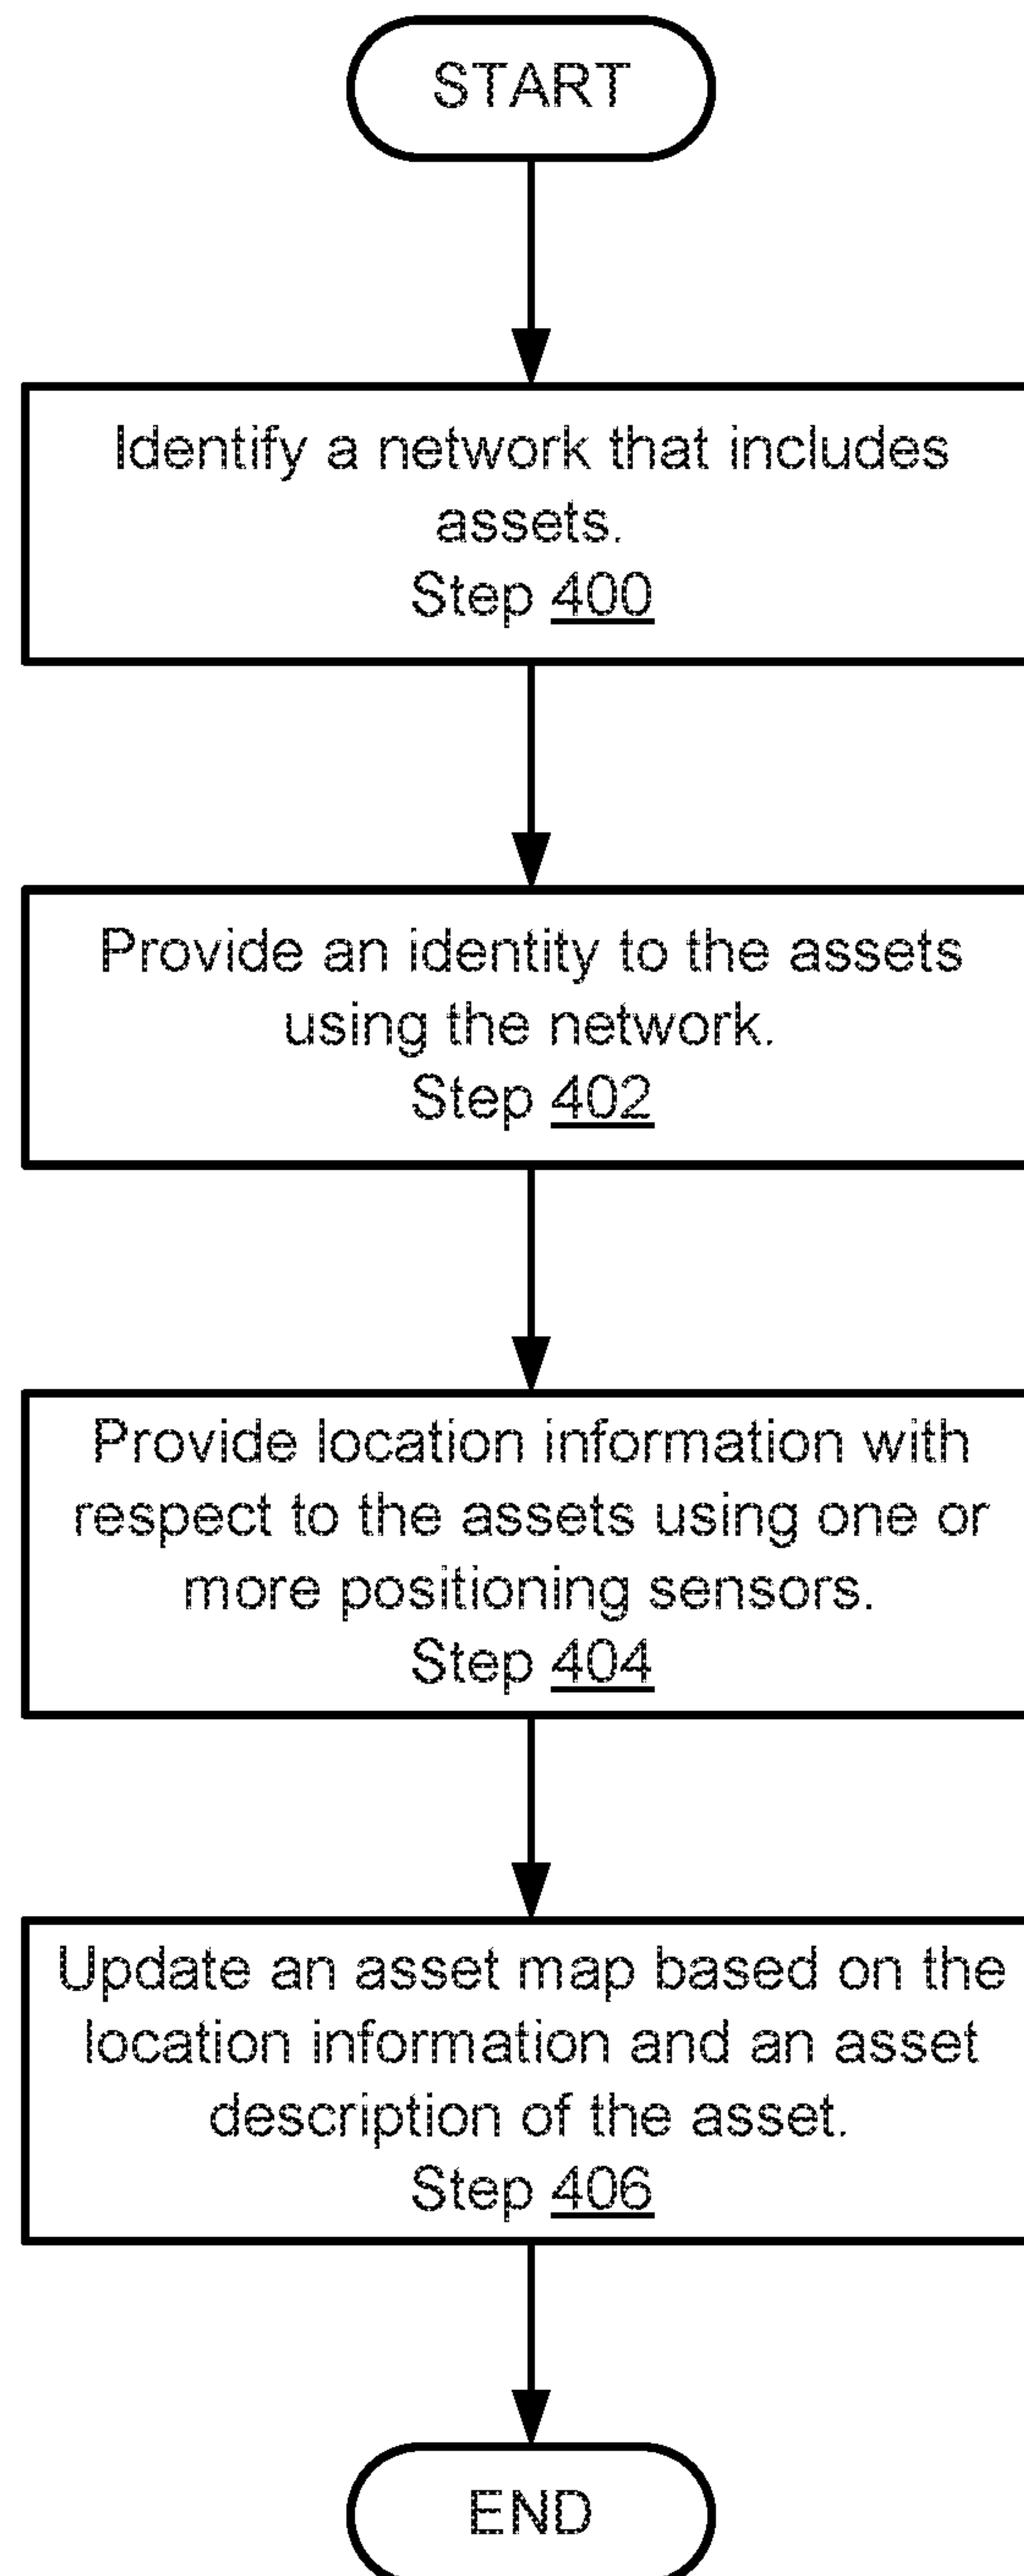 START
Identify a network that includes
assets.
Step 400
Provide an identity to the assets
using the network.
Step 402
Provide location information with
respect to the assets using one or
more positioning sensors.
Step 404
Update an asset map based on the
location information and an asset
description of the asset.
Step 406
END